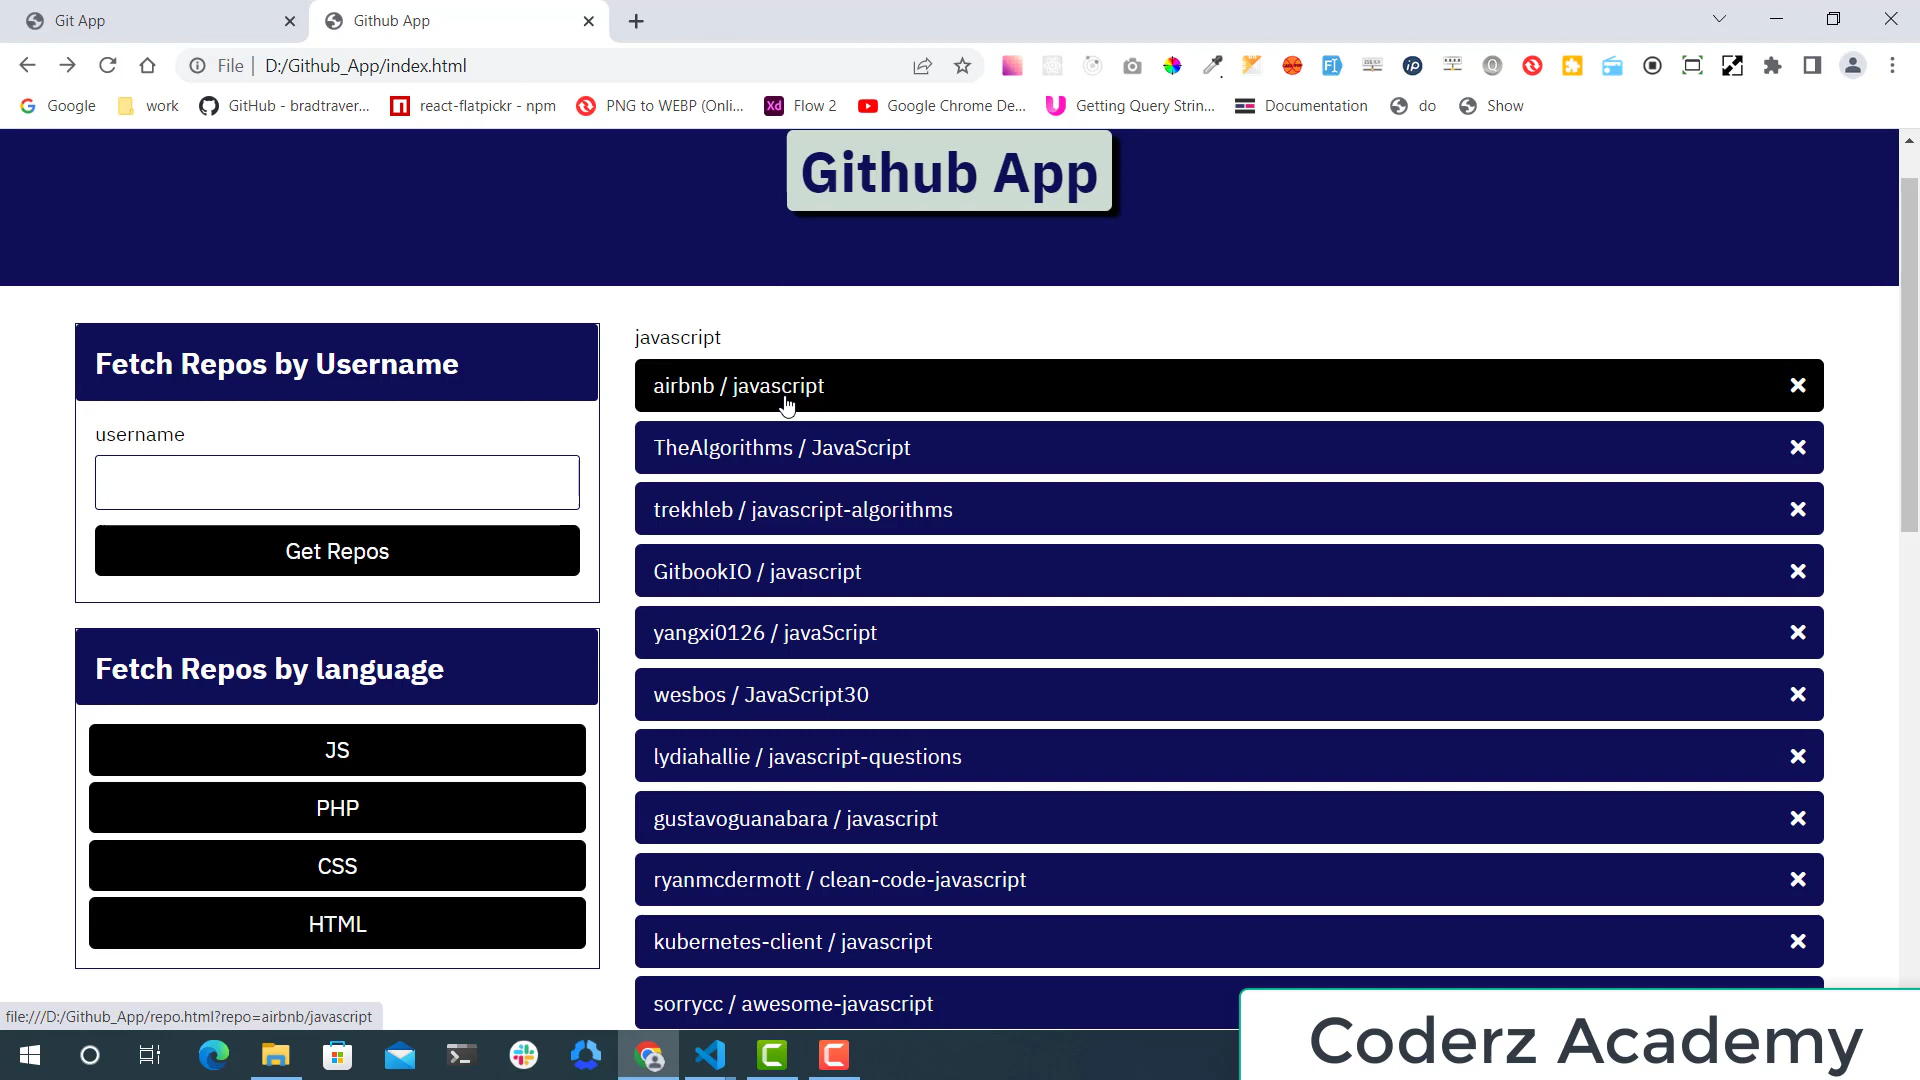 Git App
Github App
File D:/Github_App/index.html
Google
work
GitHub - bradtraver...
react-flatpickr - npm
PNG to WEBP (Onli...
Xd Flow 2
Google Chrome De...
Getting Query Strin...
Documentation
do
Show
Github App
Fetch Repos by Username
username
Get Repos
Fetch Repos by language
JS
PHP
CSS
HTML
javascript
airbnb / javascript
TheAlgorithms / JavaScript
trekhleb / javascript-algorithms
GitbookIO / javascript
yangxi0126 / javaScript
wesbos / JavaScript30
lydiahallie / javascript-questions
gustavoguanabara / javascript
ryanmcdermott / clean-code-javascript
kubernetes-client / javascript
sorrycc / awesome-javascript
file:///D:/Github_App/repo.html?repo=airbnb/javascript
Coderz Academy